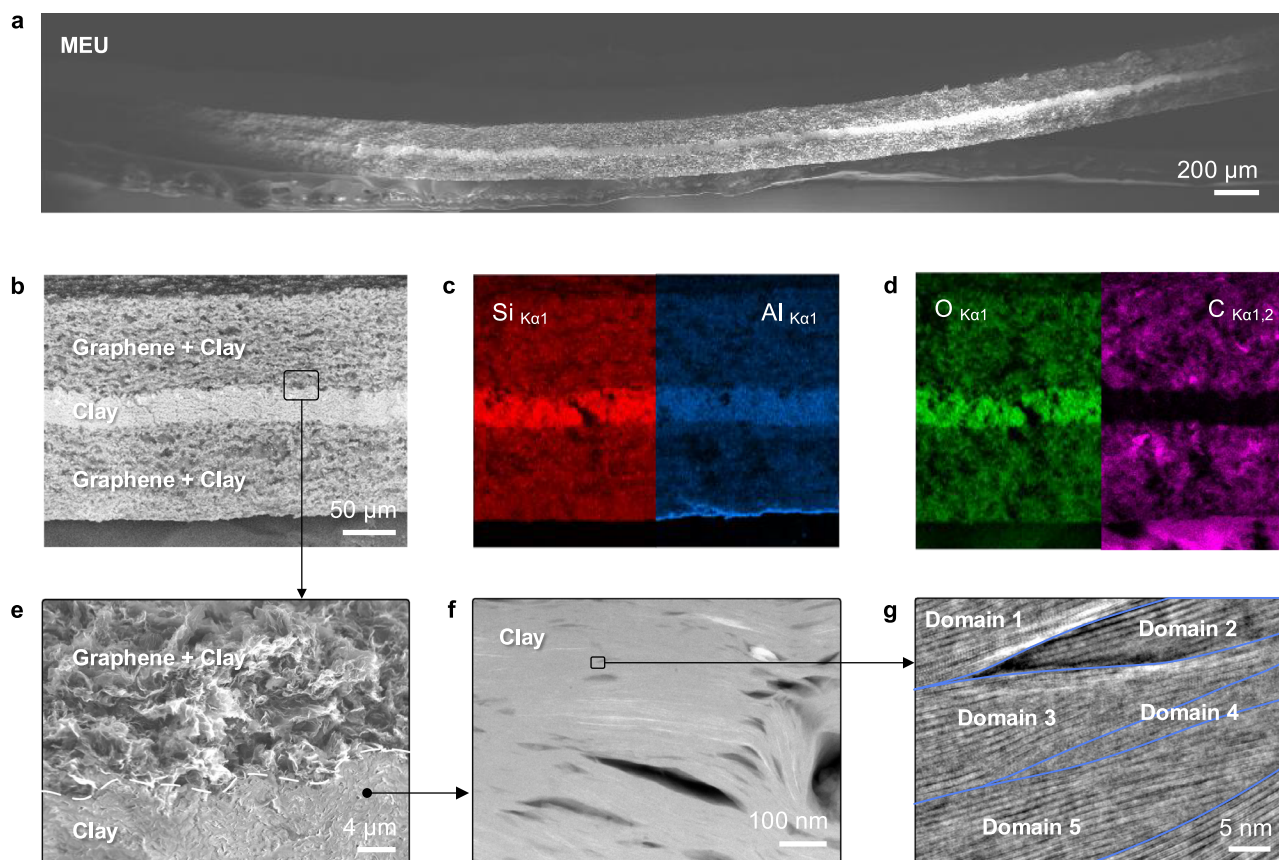 a
MEU
200 μm
b
Graphene + Clay
Clay
Graphene + Clay
50 μm
c
Si Kα1
Al Kα1
d
O Kα1
C Kα1,2
e
Graphene + Clay
Clay
4 μm
f
Clay
100 nm
g
Domain 1
Domain 2
Domain 3
Domain 4
Domain 5
5 nm